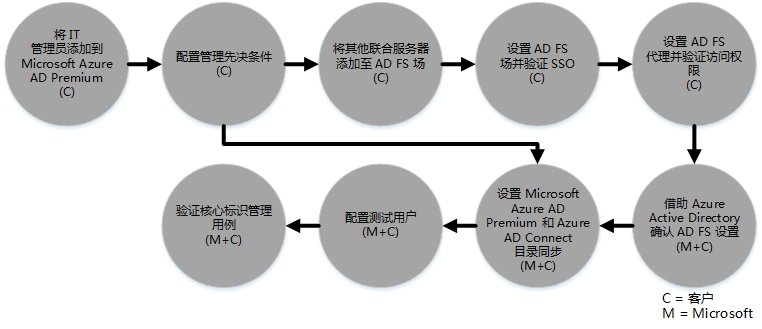 将 IT
管理员添加到
Microsoft Azure
AD Premium
(C)
配置管理先决条件
(C)
将其他联合服务器
添加至 AD FS 场
(C)
设置 AD FS
场并验证 SSO
(C)
设置 AD FS
代理并验证访问权
限
(C)
验证核心标识管理
用例
(M+C)
配置测试用户
(M+C)
设置 Microsoft
Azure AD
Premium 和 Azure
AD Connect
目录同步
(M+C)
借助 Azure
Active Directory
确认 AD FS 设置
(M+C)
C = 客户
M = Microsoft